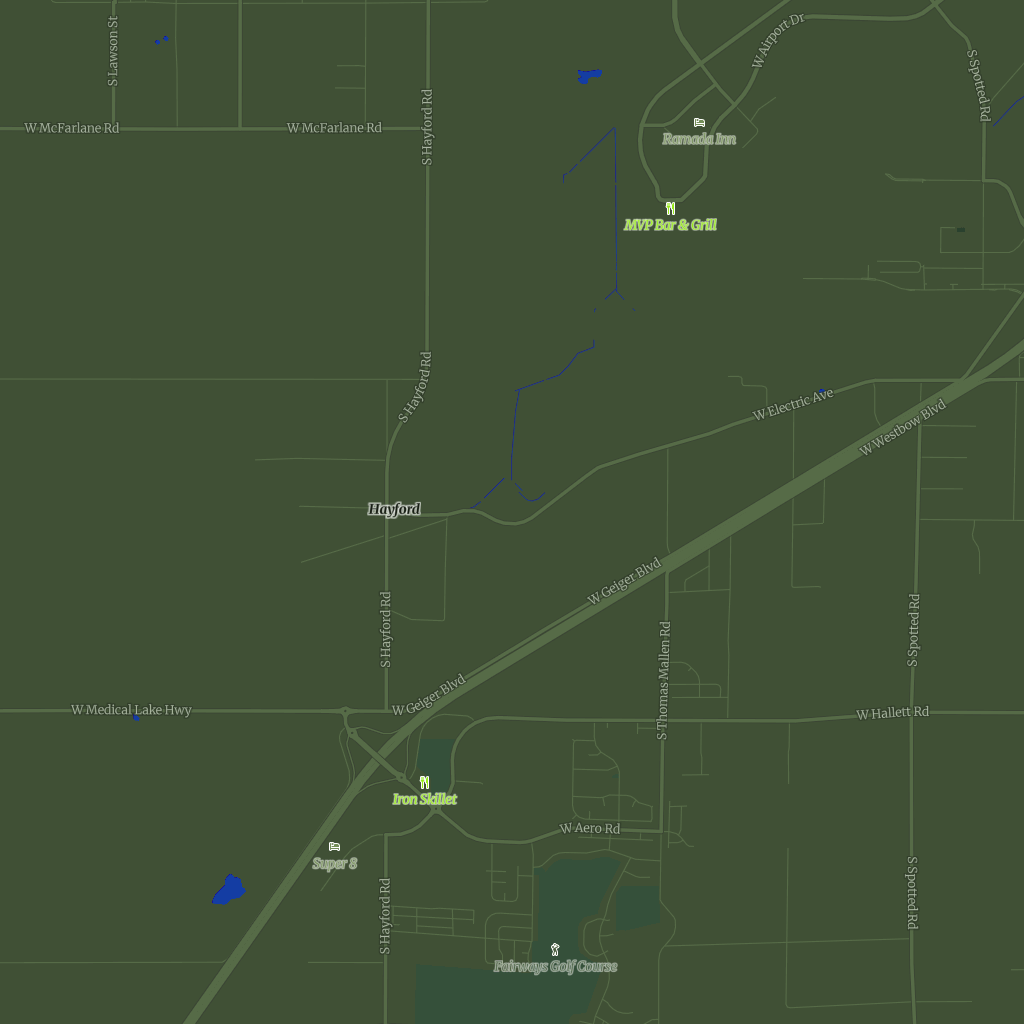 S Lawson St
W Airport Dr
S Spotted Rd
W McFarlane Rd
W McFarlane Rd
S Hayford Rd
Ramada Inn
MVP Bar & Grill
S Hayford Rd
W Electric Ave
W Westbow Blvd
Hayford
W Geiger Blvd
S Hayford Rd
S Thomas Mallen Rd
S Spotted Rd
W Medical Lake Hwy
W Geiger Blvd
W Hallett Rd
Iron Skillet
W Aero Rd
Super 8
S Hayford Rd
S Spotted Rd
Fairways Golf Course